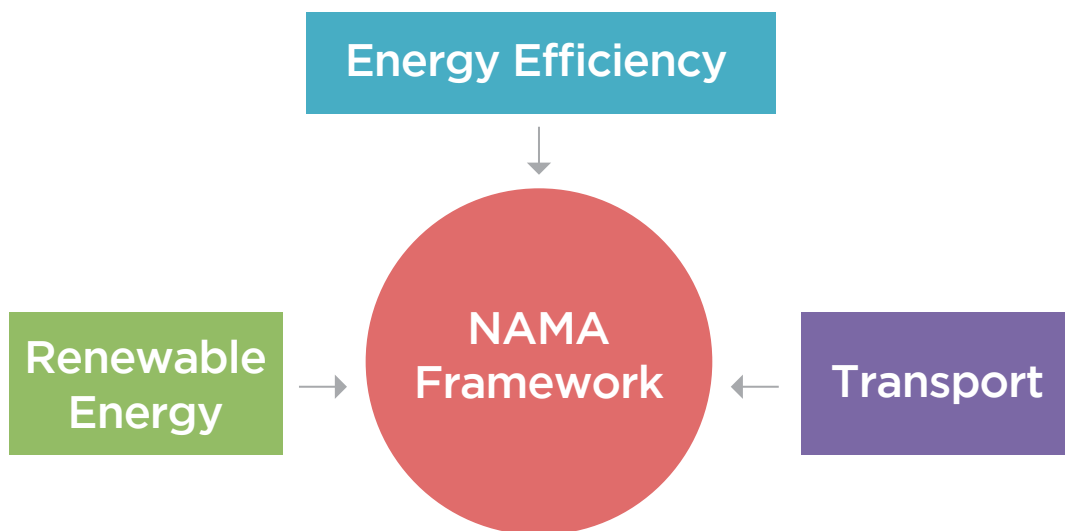 Energy Efficiency
NAMA
Framework
Renewable
Energy
Transport